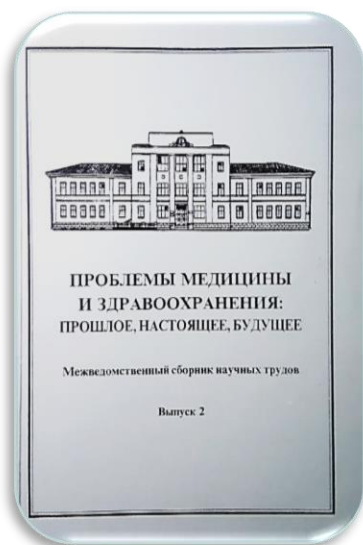 ПРОБЛЕМЫ МЕДИЦИНЫ
И ЗДРАВООХРАНЕНИЯ:
ПРОШЛОЕ, НАСТОЯЩЕЕ, БУДУЩЕЕ
Межведомственный сборник научных трудов
Выпуск 2